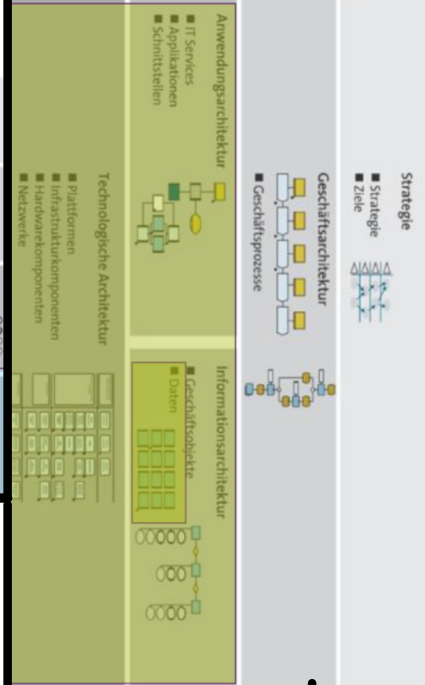 Strategie
■ Strategie
■ Ziele
Geschäftsarchitektur
■ Geschäftsprozesse
Anwendungsarchitektur
■ IT Services
■ Applikationen
■ Schnittstellen
Informationsarchitektur
■ Geschäftsobjekte
■ Daten
Technologische Architektur
■ Plattformen
■ Infrastrukturkomponenten
■ Hardwarekomponenten
■ Netzwerke